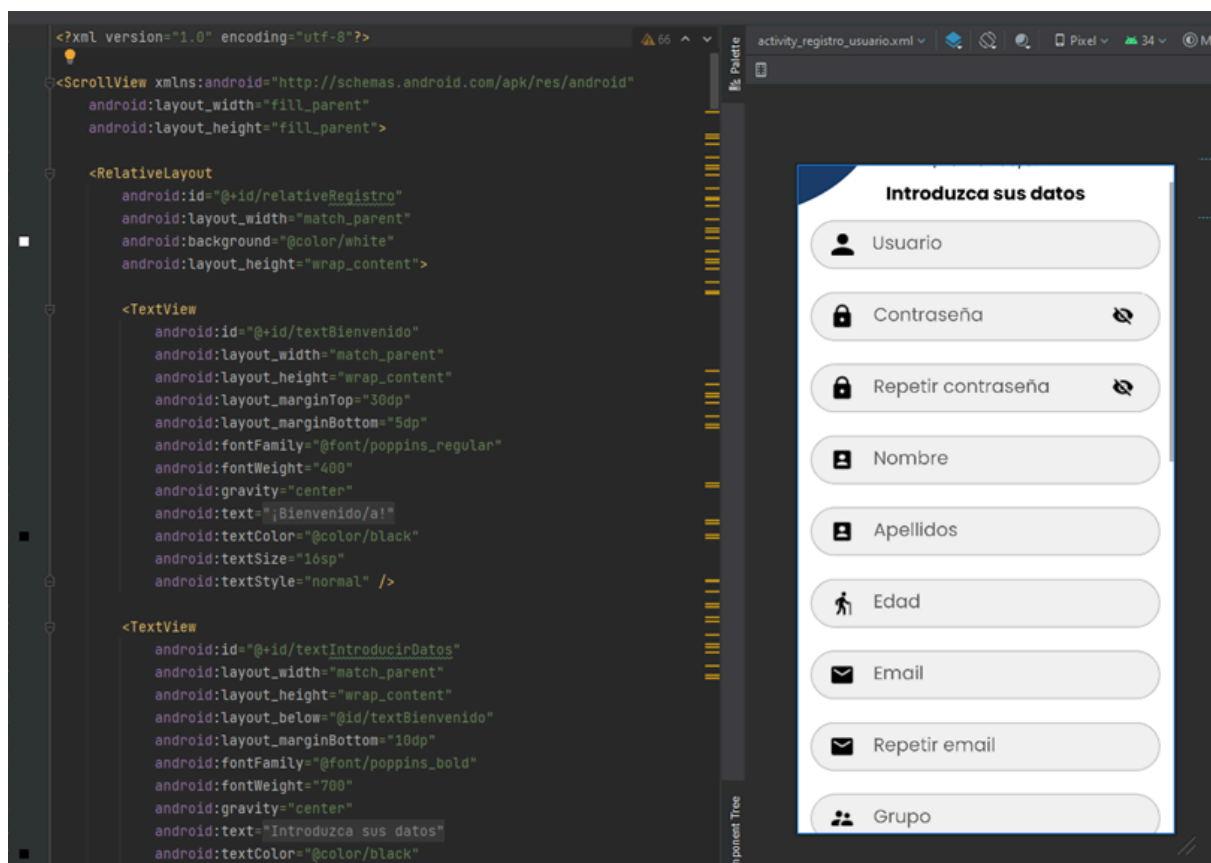 <?xml version="1.0" encoding="utf-8"?>
66
<ScrollView xmlns:android="http://schemas.android.com/apk/res/android"
android:layout_width="fill_parent"
android:layout_height="fill_parent">
<RelativeLayout
android:id="@+id/relativeRegistro"
android:layout_width="match_parent"
android:background="@color/white"
android:layout_height="wrap_content">
<TextView
android:id="@+id/textBienvenido"
android:layout_width="match_parent"
android:layout_height="wrap_content"
android:layout_marginTop="30dp"
android:layout_marginBottom="5dp"
android:fontFamily="@font/poppins_regular"
android:fontWeight="400"
android:gravity="center"
android:text="¡Bienvenido/a!"
android:textColor="@color/black"
android:textSize="16sp"
android:textStyle="normal" />
<TextView
android:id="@+id/textIntroducirDatos"
android:layout_width="match_parent"
android:layout_height="wrap_content"
android:layout_below="@id/textBienvenido"
android:layout_marginBottom="10dp"
android:fontFamily="@font/poppins_bold"
android:fontWeight="700"
android:gravity="center"
android:text="Introduzca sus datos"
android:textColor="@color/black"
Palette
activity_registro_usuario.xml
Pixel
34
M
Introduzca sus datos
Usuario
Contraseña
Repetir contraseña
Nombre
Apellidos
Edad
Email
Repetir email
Grupo
Tree